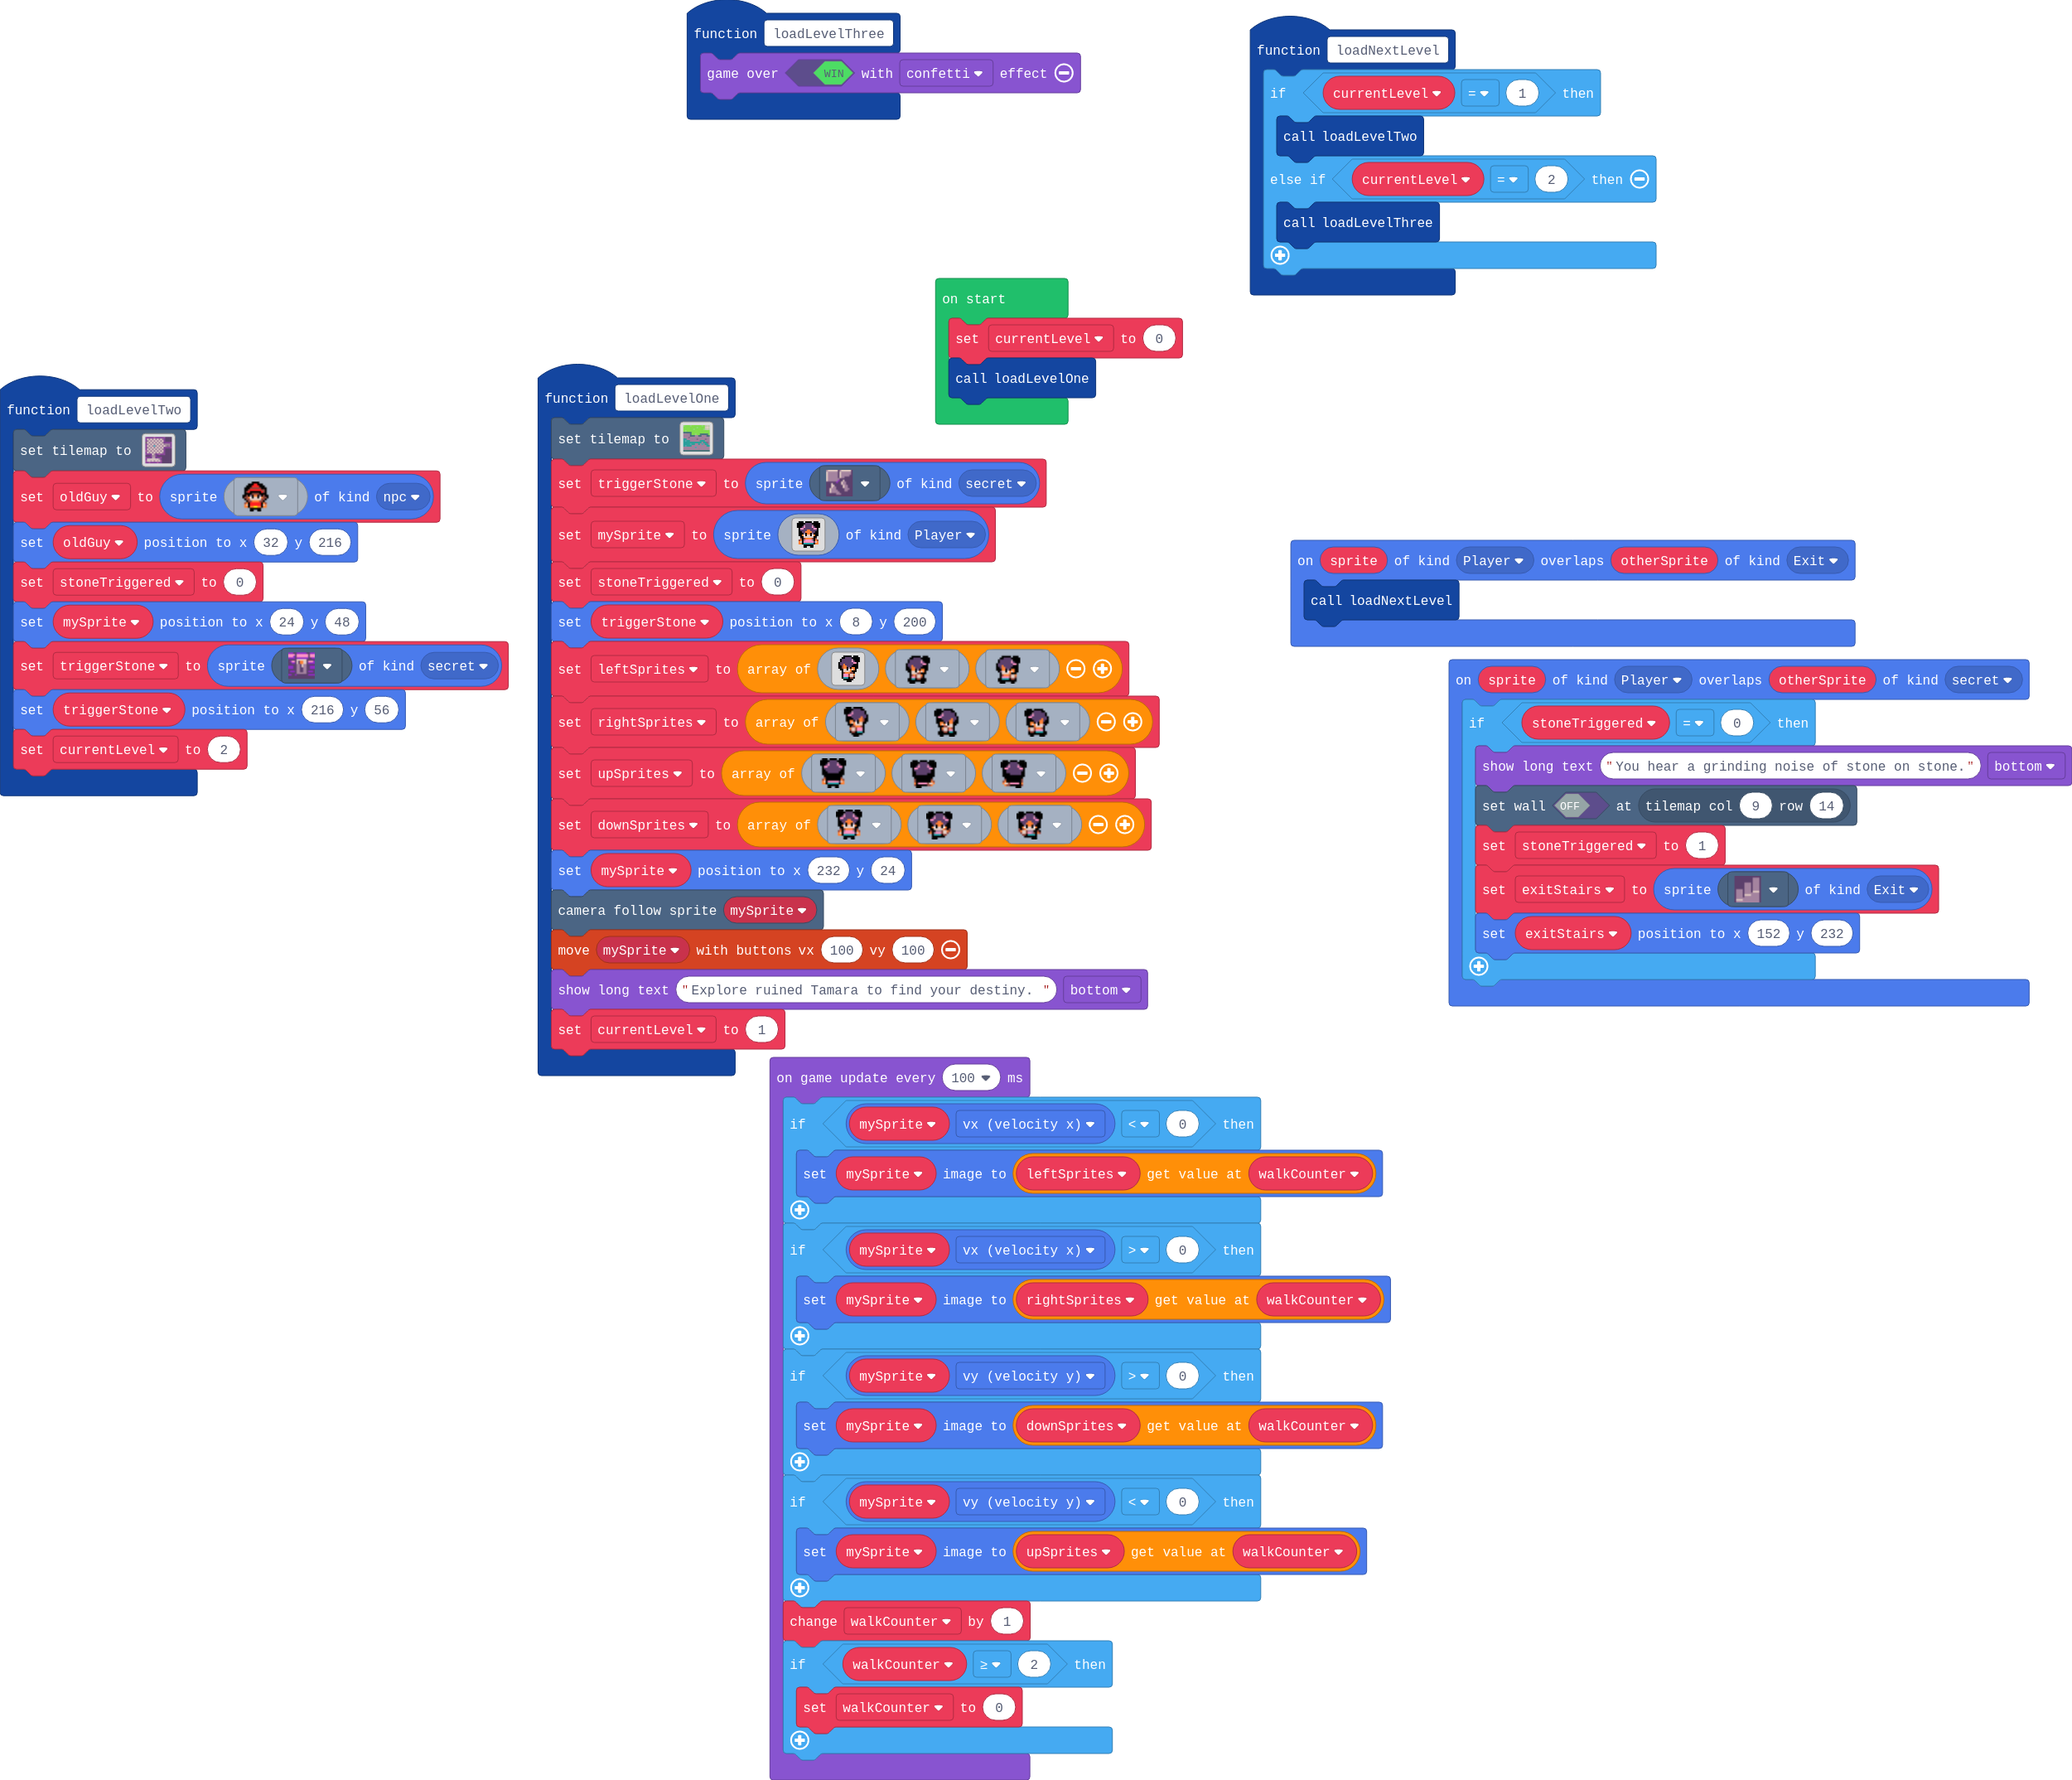 function loadLevelThree
game over WIN with confetti effect
function loadNextLevel
if currentLevel = 1 then
call loadLevelTwo
else if currentLevel = 2 then
call loadLevelThree
on start
set currentLevel to 0
call loadLevelOne
function loadLevelTwo
set tilemap to
set oldGuy to sprite of kind npc
set oldGuy position to x 32 y 216
set stoneTriggered to 0
set mySprite position to x 24 y 48
set triggerStone to sprite of kind secret
set triggerStone position to x 216 y 56
set currentLevel to 2
function loadLevelOne
set tilemap to
set triggerStone to sprite of kind secret
set mySprite to sprite of kind Player
set stoneTriggered to 0
set triggerStone position to x 8 y 200
set leftSprites to array of
set rightSprites to array of
set upSprites to array of
set downSprites to array of
set mySprite position to x 232 y 24
camera follow sprite mySprite
move mySprite with buttons vx 100 vy 100
show long text "Explore ruined Tamara to find your destiny. " bottom
set currentLevel to 1
on sprite of kind Player overlaps otherSprite of kind Exit
call loadNextLevel
on sprite of kind Player overlaps otherSprite of kind secret
if stoneTriggered = 0 then
show long text "You hear a grinding noise of stone on stone." bottom
set wall OFF at tilemap col 9 row 14
set stoneTriggered to 1
set exitStairs to sprite of kind Exit
set exitStairs position to x 152 y 232
on game update every 100 ms
if mySprite vx (velocity x) < 0 then
set mySprite image to leftSprites get value at walkCounter
if mySprite vx (velocity x) > 0 then
set mySprite image to rightSprites get value at walkCounter
if mySprite vy (velocity y) > 0 then
set mySprite image to downSprites get value at walkCounter
if mySprite vy (velocity y) < 0 then
set mySprite image to upSprites get value at walkCounter
change walkCounter by 1
if walkCounter ≥ 2 then
set walkCounter to 0